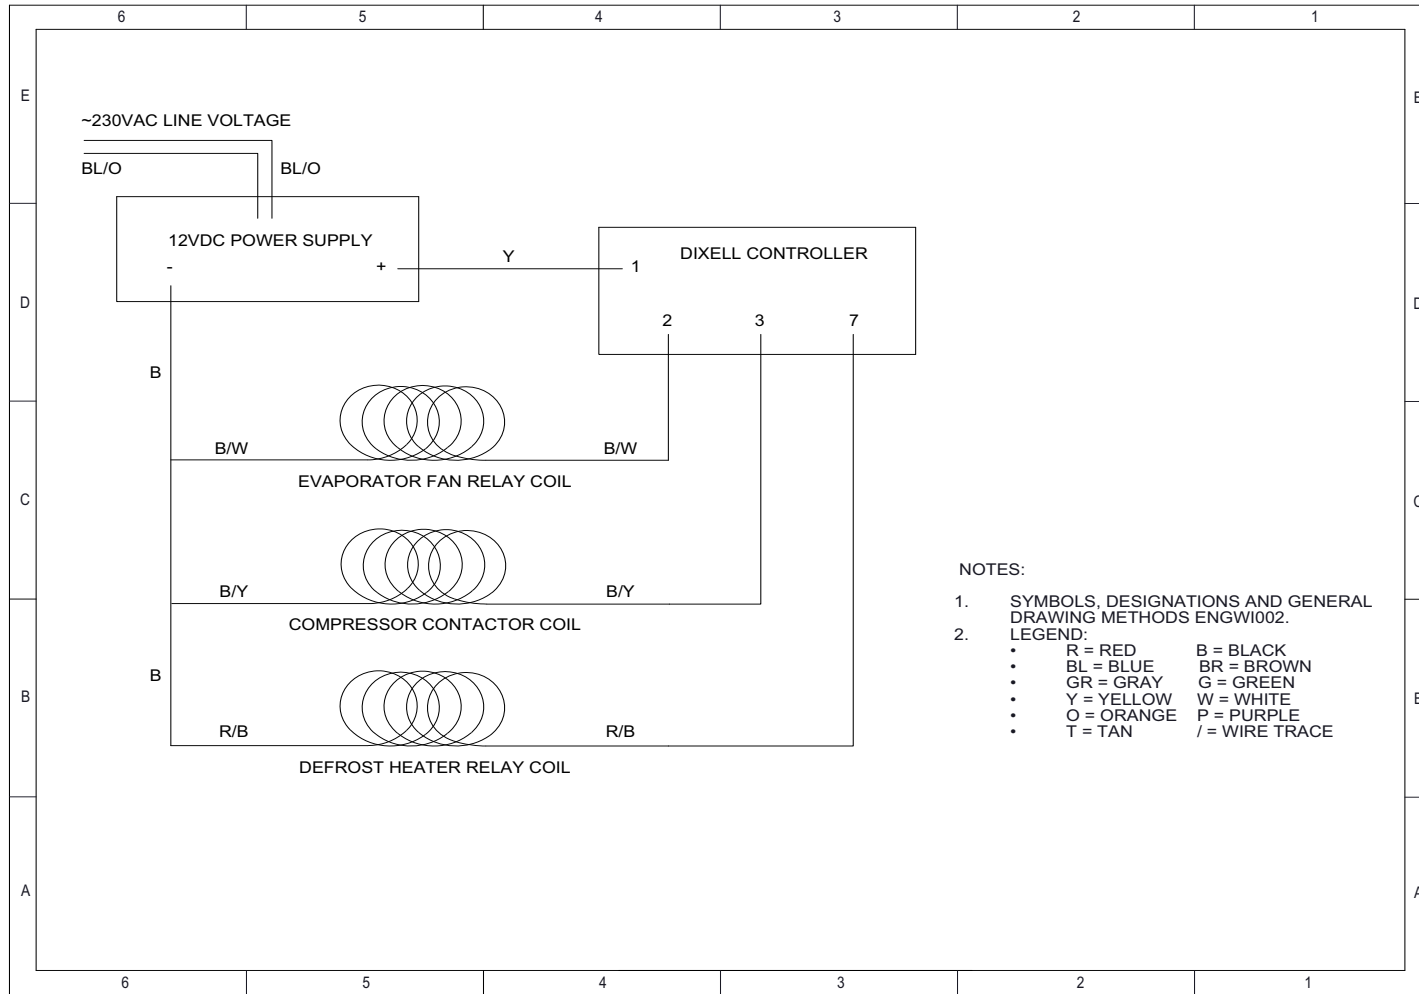 6 5 4 3 2 1
E E
~230VAC LINE VOLTAGE
BL/O BL/O
12VDC POWER SUPPLY
- +
Y
DIXELL CONTROLLER
1
D D
2 3 7
B
B/W B/W
EVAPORATOR FAN RELAY COIL
C C
B/Y B/Y
COMPRESSOR CONTACTOR COIL
B
R/B R/B
DEFROST HEATER RELAY COIL
NOTES:
1. SYMBOLS, DESIGNATIONS AND GENERAL
DRAWING METHODS ENGWI002.
2. LEGEND:
• R = RED B = BLACK
• BL = BLUE BR = BROWN
• GR = GRAY G = GREEN
• Y = YELLOW W = WHITE
• O = ORANGE P = PURPLE
• T = TAN / = WIRE TRACE
B B
A A
6 5 4 3 2 1